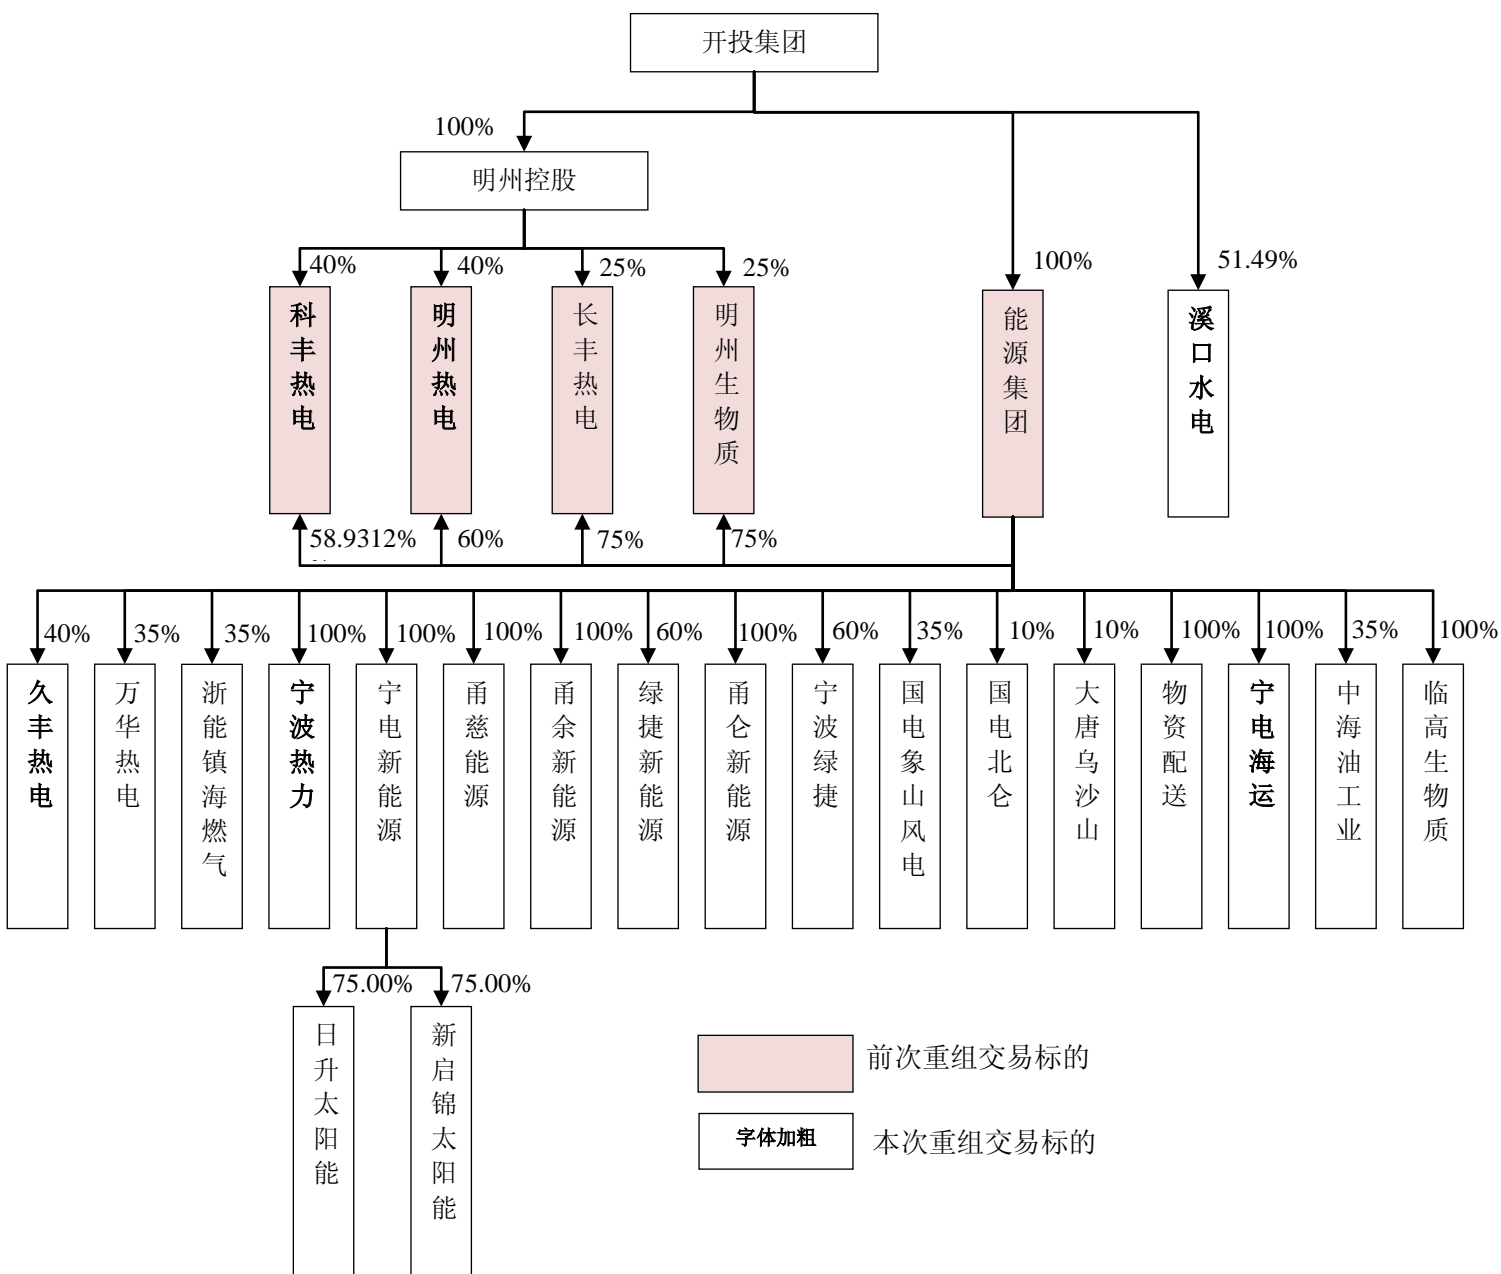 开投集团
100%
明州控股
40%
40%
25%
25%
100%
51.49%
科丰热电
明州热电
长丰热电
明州生物质
能源集团
溪口水电
58.9312%
60%
75%
75%
40%
35%
35%
100%
100%
100%
100%
60%
100%
60%
35%
10%
10%
100%
100%
35%
100%
久丰热电
万华热电
浙能镇海燃气
宁波热力
宁电新能源
甬慈能源
甬余新能源
绿捷新能源
甬仑新能源
宁波绿捷
国电象山风电
国电北仑
大唐乌沙山
物资配送
宁电海运
中海油工业
临高生物质
75.00%
75.00%
日升太阳能
新启锦太阳能
前次重组交易标的
字体加粗
本次重组交易标的